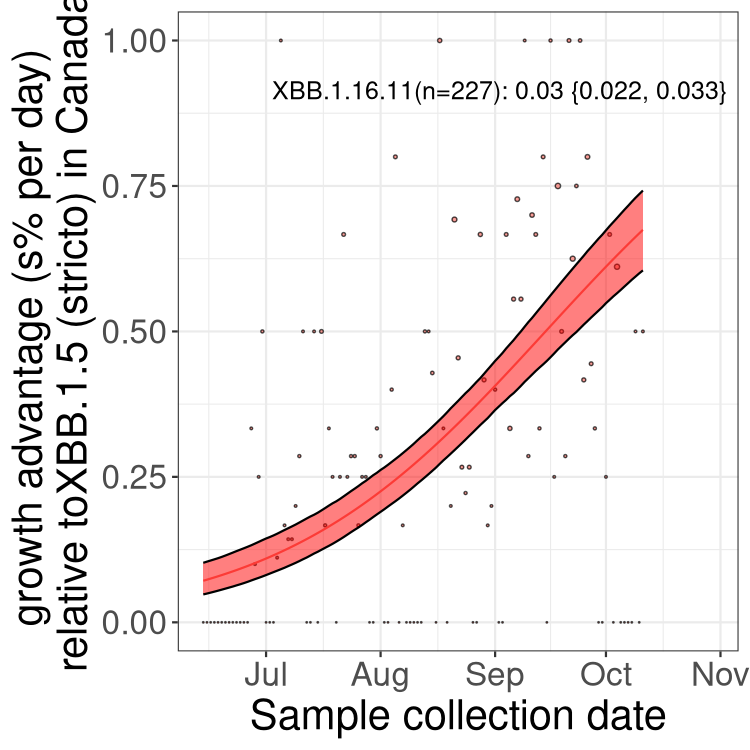 growth advantage (s% per day)
relative toXBB.1.5 (stricto) in Canada
1.00
0.75
0.50
0.25
0.00
XBB.1.16.11(n=227): 0.03 {0.022, 0.033}
Jul Aug Sep Oct Nov
Sample collection date